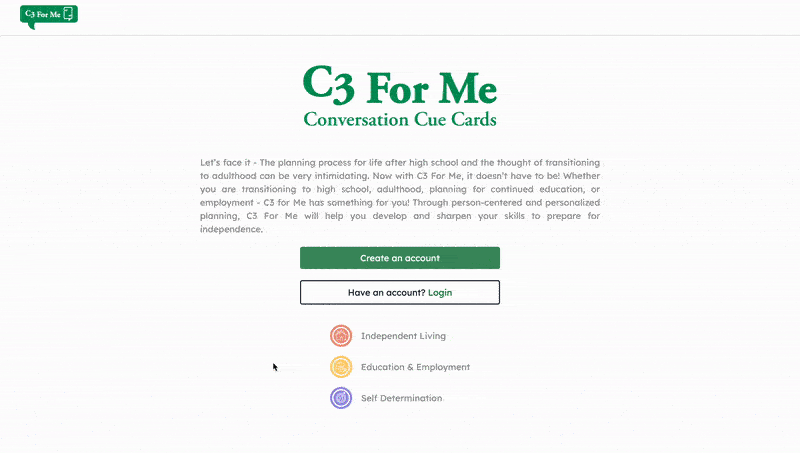 C3 For Me
C3 For Me
Conversation Cue Cards
Let's face it - The planning process for life after high school and the thought of transitioning
to adulthood can be very intimidating. Now with C3 For Me, it doesn't have to be! Whether
you are transitioning to high school, adulthood, planning for continued education, or
employment - C3 for Me has something for you! Through person-centered and personalized
planning, C3 For Me will help you develop and sharpen your skills to prepare for
independence.
Create an account
Have an account? Login
Independent Living
Education & Employment
Self Determination